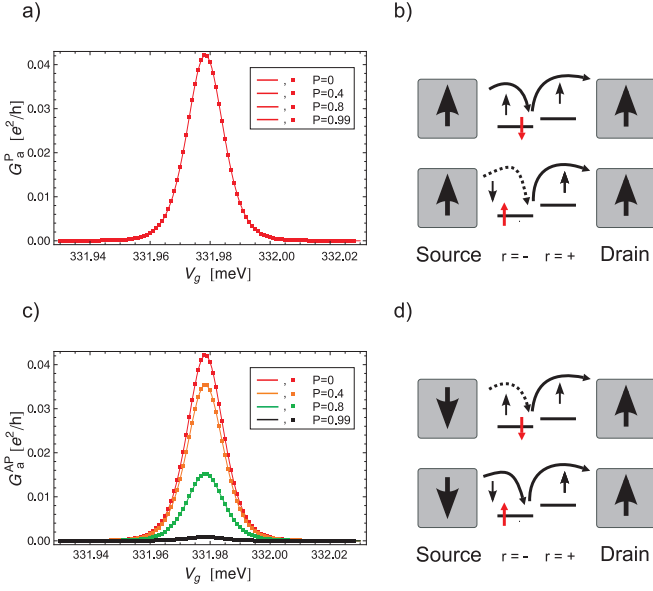 a)
G_a^P [e²/h]
0.04
0.03
0.02
0.01
0.00
331.94 331.96 331.98 332.00 332.02
V_g [meV]
, P=0
, P=0.4
, P=0.8
, P=0.99
b)
Source r = - r = + Drain
c)
G_a^AP [e²/h]
0.04
0.03
0.02
0.01
0.00
331.94 331.96 331.98 332.00 332.02
V_g [meV]
, P=0
, P=0.4
, P=0.8
, P=0.99
d)
Source r = - r = + Drain